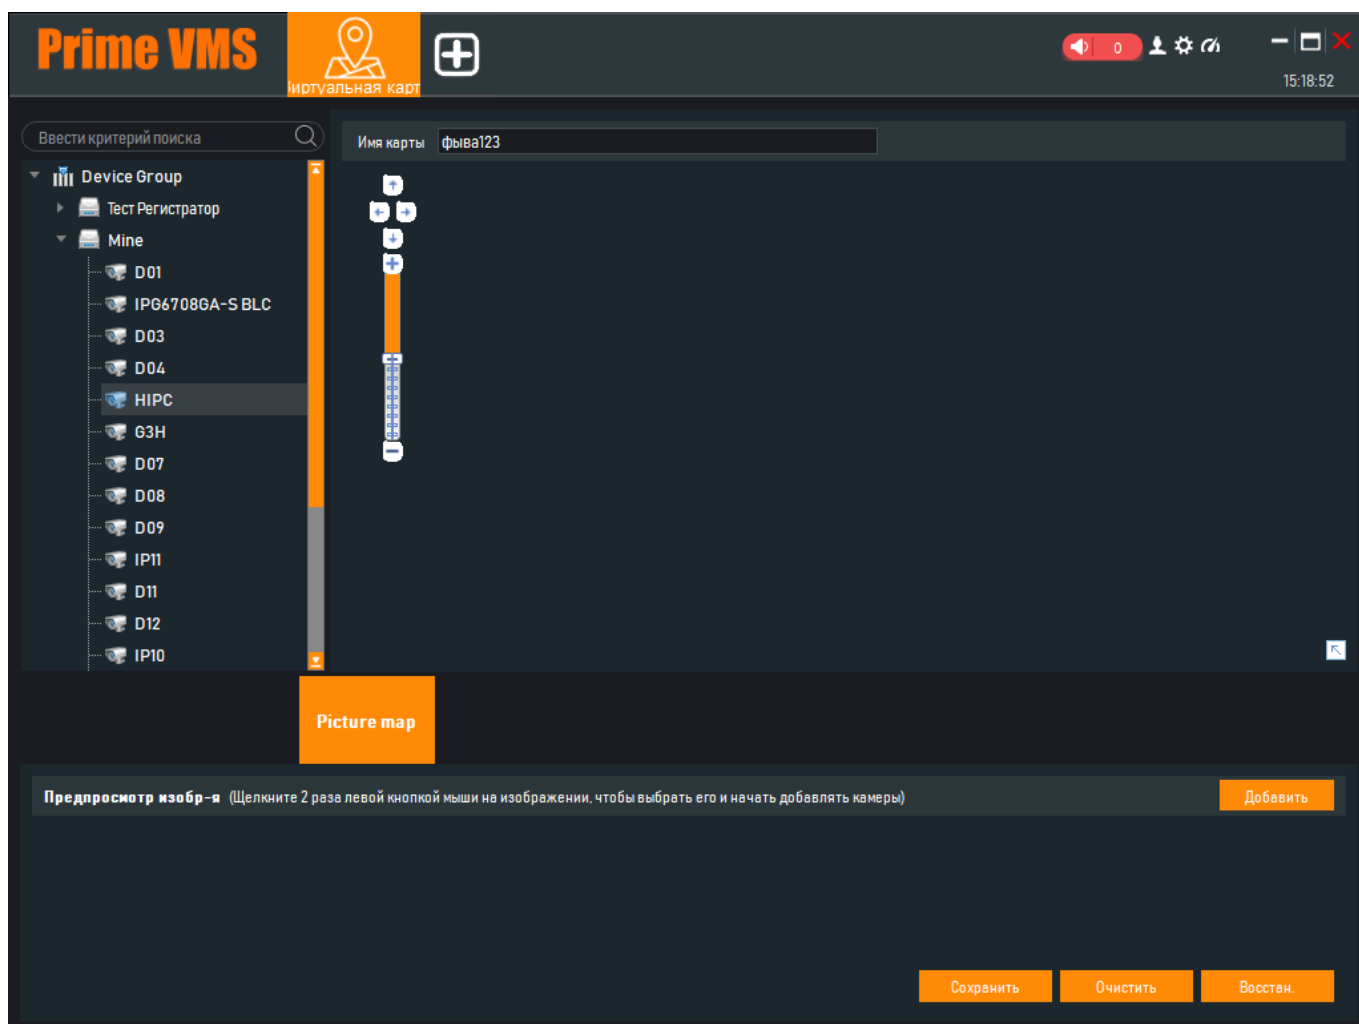 Prime VMS
Виртуальная карт
0
15:18:52
Ввести критерий поиска
Имя карты фыва123
Device Group
Тест Регистратор
Mine
D01
IPG6708GA-S BLC
D03
D04
HIPC
G3H
D07
D08
D09
IP11
D11
D12
IP10
Picture map
Предпросмотр изобр-я (Щелкните 2 раза левой кнопкой мыши на изображении, чтобы выбрать его и начать добавлять камеры)
Добавить
Сохранить
Очистить
Восстан.